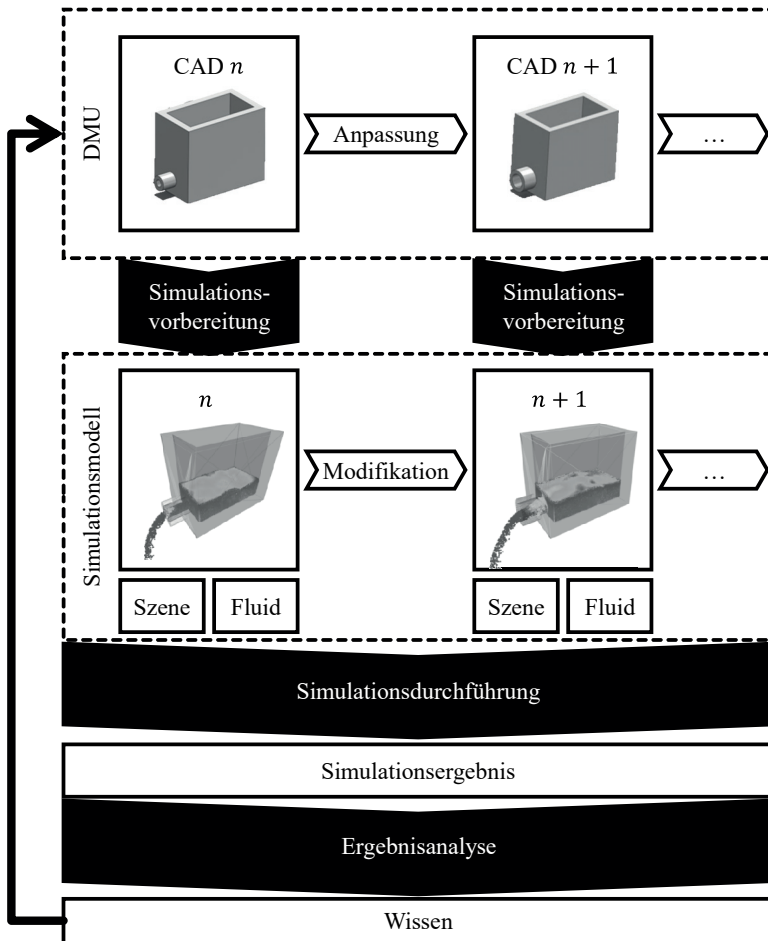 DMU
CAD n
Anpassung
CAD n + 1
...
Simulations-
vorbereitung
Simulations-
vorbereitung
Simulationsmodell
n
Modifikation
n + 1
...
Szene
Fluid
Szene
Fluid
Simulationsdurchführung
Simulationsergebnis
Ergebnisanalyse
Wissen